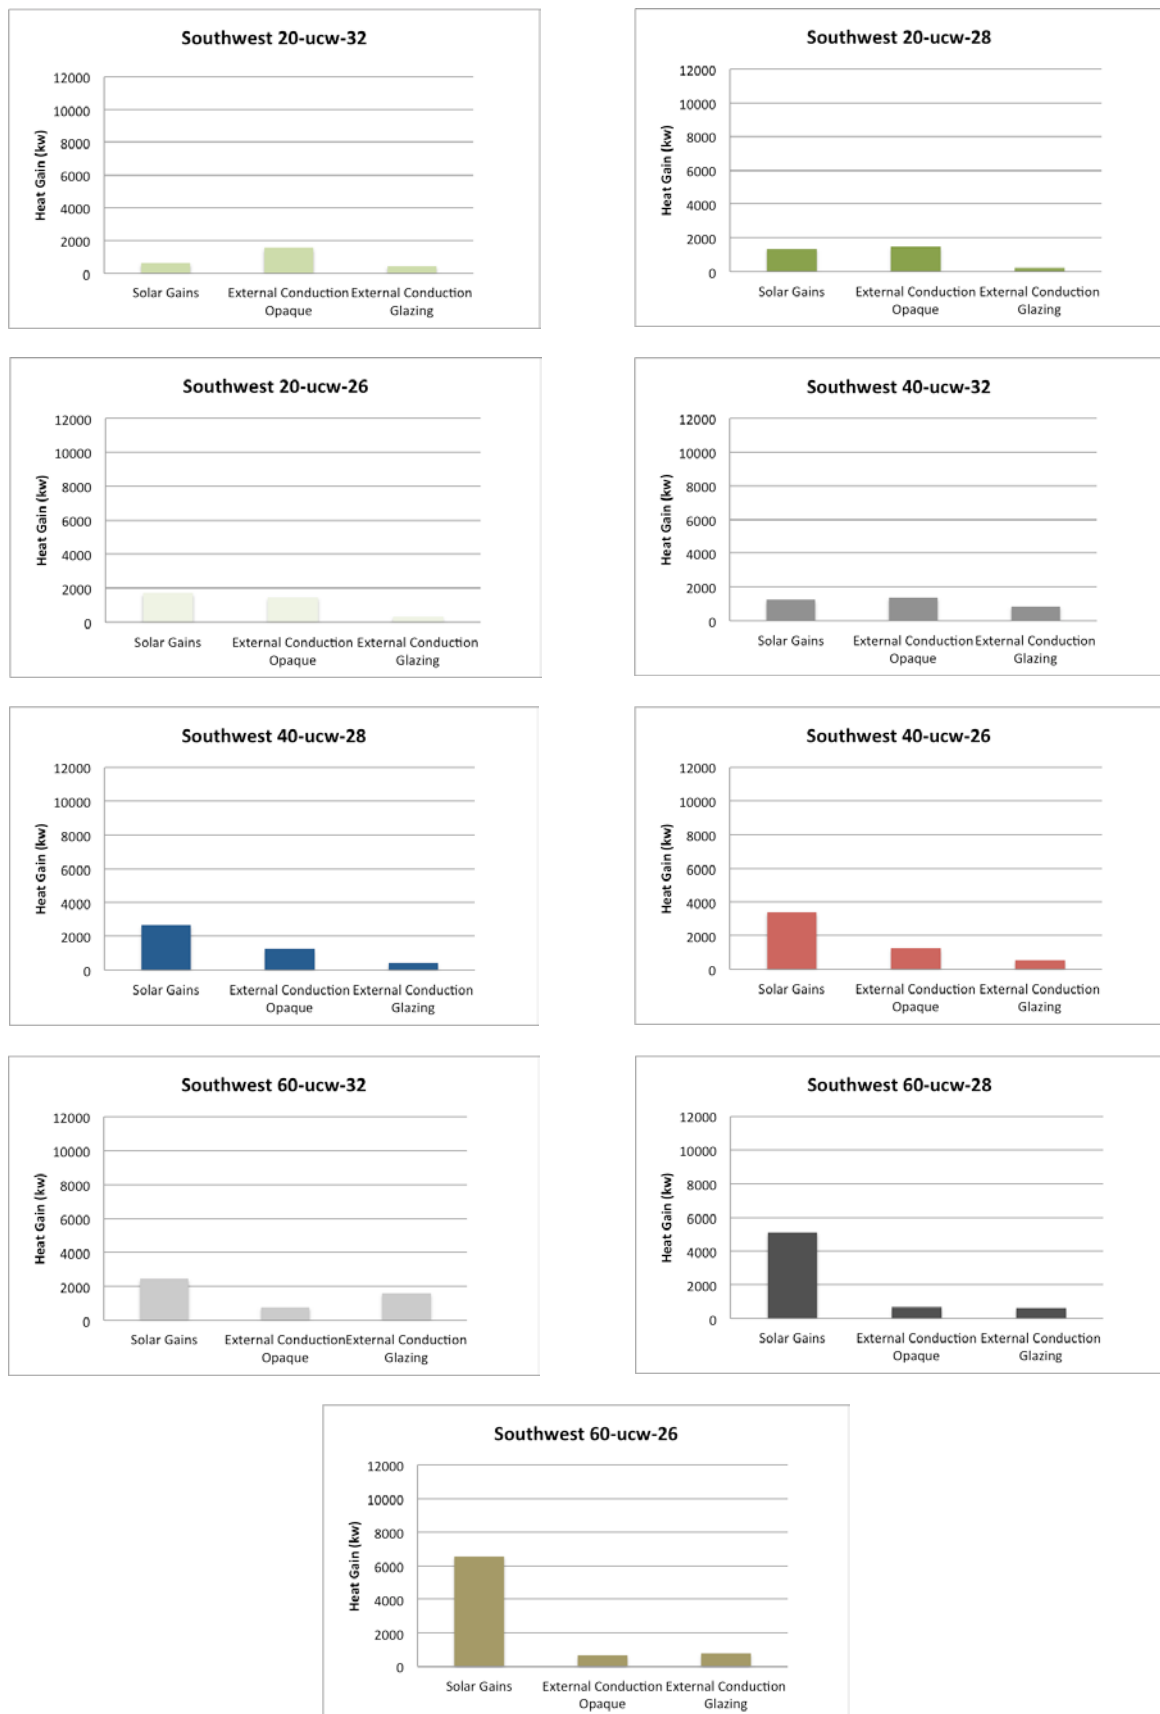 Southwest 20-ucw-32
Heat Gain (kw)
12000
10000
8000
6000
4000
2000
0
Solar Gains
External Conduction Opaque
External Conduction Glazing
Southwest 20-ucw-28
Heat Gain (kw)
12000
10000
8000
6000
4000
2000
0
Solar Gains
External Conduction Opaque
External Conduction Glazing
Southwest 20-ucw-26
Heat Gain (kw)
12000
10000
8000
6000
4000
2000
0
Solar Gains
External Conduction Opaque
External Conduction Glazing
Southwest 40-ucw-32
Heat Gain (kw)
12000
10000
8000
6000
4000
2000
0
Solar Gains
External Conduction Opaque
External Conduction Glazing
Southwest 40-ucw-28
Heat Gain (kw)
12000
10000
8000
6000
4000
2000
0
Solar Gains
External Conduction Opaque
External Conduction Glazing
Southwest 40-ucw-26
Heat Gain (kw)
12000
10000
8000
6000
4000
2000
0
Solar Gains
External Conduction Opaque
External Conduction Glazing
Southwest 60-ucw-32
Heat Gain (kw)
12000
10000
8000
6000
4000
2000
0
Solar Gains
External Conduction Opaque
External Conduction Glazing
Southwest 60-ucw-28
Heat Gain (kw)
12000
10000
8000
6000
4000
2000
0
Solar Gains
External Conduction Opaque
External Conduction Glazing
Southwest 60-ucw-26
Heat Gain (kw)
12000
10000
8000
6000
4000
2000
0
Solar Gains
External Conduction Opaque
External Conduction Glazing